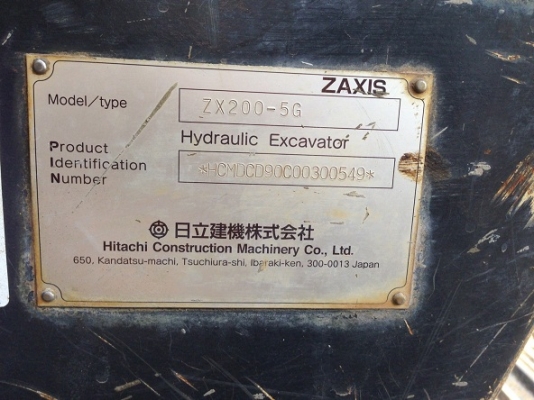 ZAXIS
Model/type ZX200-5G
Hydraulic Excavator
Product
Identification
Number
*HCMDCD90C00300549*
日立建機株式会社
Hitachi Construction Machinery Co., Ltd.
650, Kandatsu-machi, Tsuchiura-shi, Ibaraki-ken, 300-0013 Japan